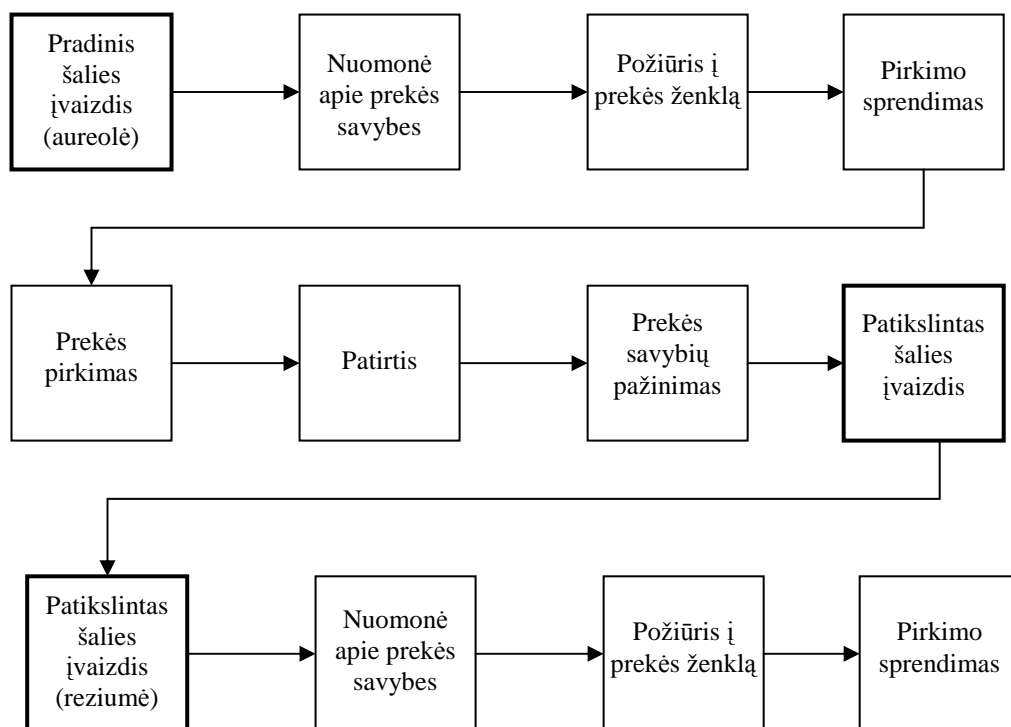 Pradinis
šalies
įvaizdis
(aureolė)
Nuomonė
apie prekės
savybes
Požiūris į
prekės ženklą
Pirkimo
sprendimas
Prekės
pirkimas
Patirtis
Prekės
savybių
pažinimas
Patikslintas
šalies
įvaizdis
Patikslintas
šalies
įvaizdis
(reziumė)
Nuomonė
apie prekės
savybes
Požiūris į
prekės ženklą
Pirkimo
sprendimas